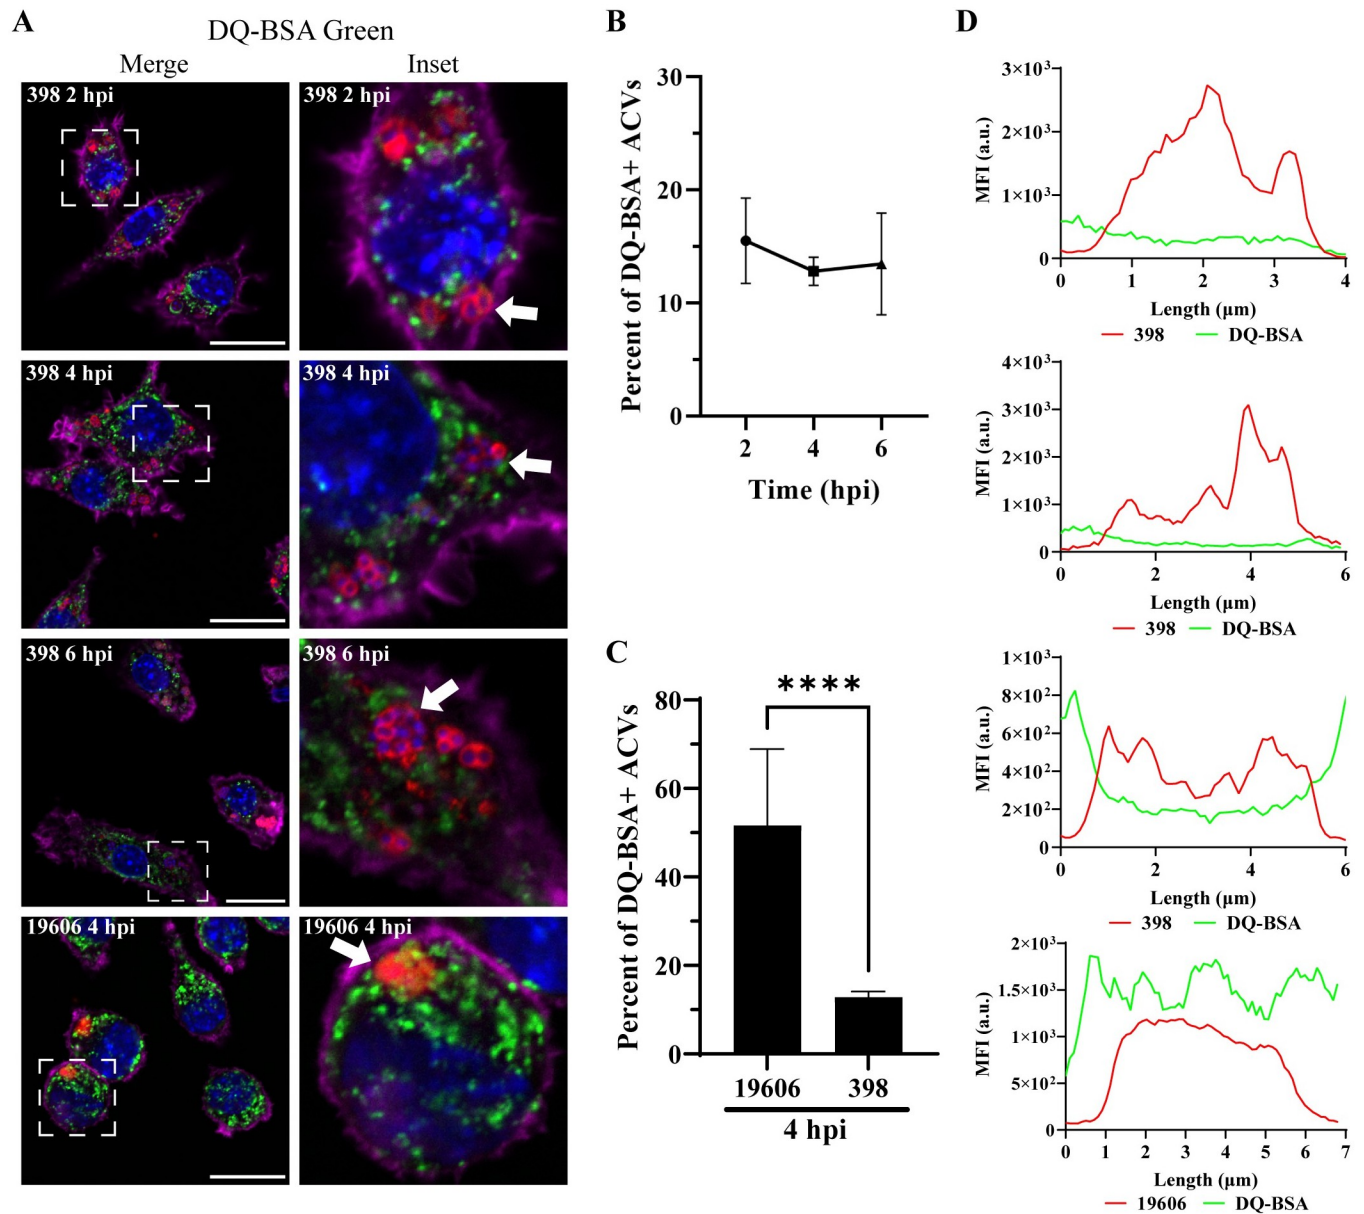 A
DQ-BSA Green
Merge
Inset
398 2 hpi
398 2 hpi
398 4 hpi
398 4 hpi
398 6 hpi
398 6 hpi
19606 4 hpi
19606 4 hpi
B
Percent of DQ-BSA+ ACVs
30
20
10
0
2 4 6
Time (hpi)
C
Percent of DQ-BSA+ ACVs
80
60
40
20
0
****
19606 398
4 hpi
D
MFI (a.u.)
3×10³
2×10³
1×10³
0
0 1 2 3 4
Length (μm)
398 DQ-BSA
MFI (a.u.)
4×10³
3×10³
2×10³
1×10³
0
0 2 4 6
Length (μm)
398 DQ-BSA
MFI (a.u.)
1×10³
8×10²
6×10²
4×10²
2×10²
0
0 2 4 6
Length (μm)
398 DQ-BSA
MFI (a.u.)
2×10³
1.5×10³
1×10³
5×10²
0
0 1 2 3 4 5 6 7
Length (μm)
19606 DQ-BSA